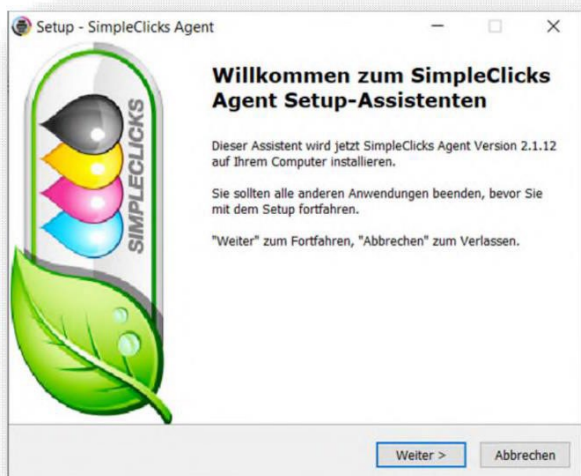 Setup - SimpleClicks Agent
SIMPLECLICKS
Willkommen zum SimpleClicks
Agent Setup-Assistenten
Dieser Assistent wird jetzt SimpleClicks Agent Version 2.1.12
auf Ihrem Computer installieren.
Sie sollten alle anderen Anwendungen beenden, bevor Sie
mit dem Setup fortfahren.
"Weiter" zum Fortfahren, "Abbrechen" zum Verlassen.
Weiter >
Abbrechen